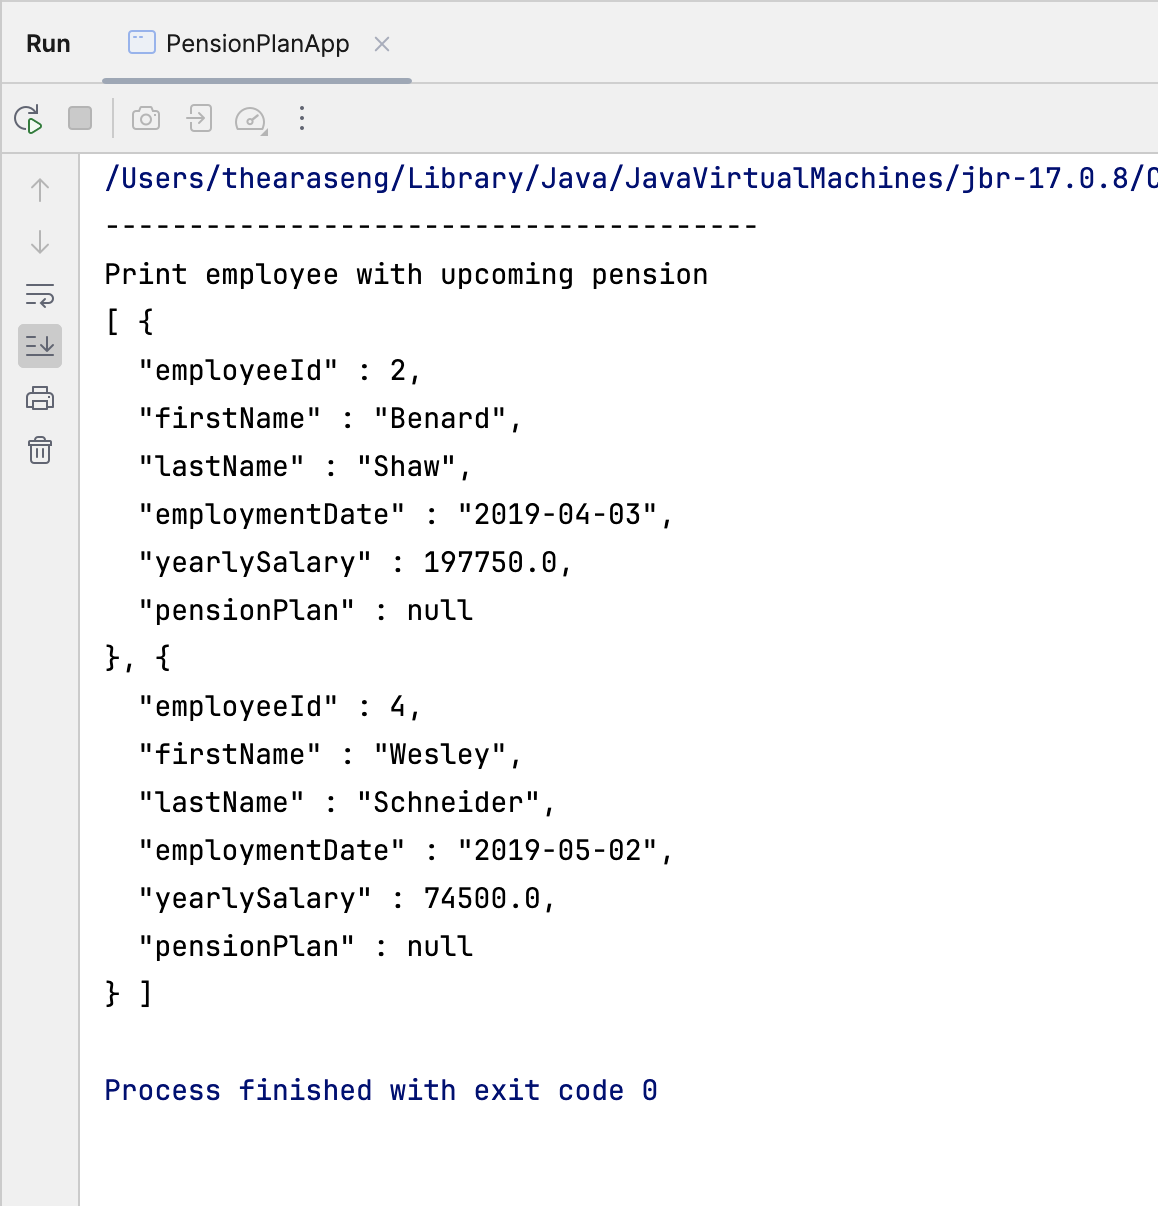 Run PensionPlanApp
/Users/thearaseng/Library/Java/JavaVirtualMachines/jbr-17.0.8/C
---------------------------------------
Print employee with upcoming pension
[ {
  "employeeId" : 2,
  "firstName" : "Benard",
  "lastName" : "Shaw",
  "employmentDate" : "2019-04-03",
  "yearlySalary" : 197750.0,
  "pensionPlan" : null
}, {
  "employeeId" : 4,
  "firstName" : "Wesley",
  "lastName" : "Schneider",
  "employmentDate" : "2019-05-02",
  "yearlySalary" : 74500.0,
  "pensionPlan" : null
} ]
Process finished with exit code 0